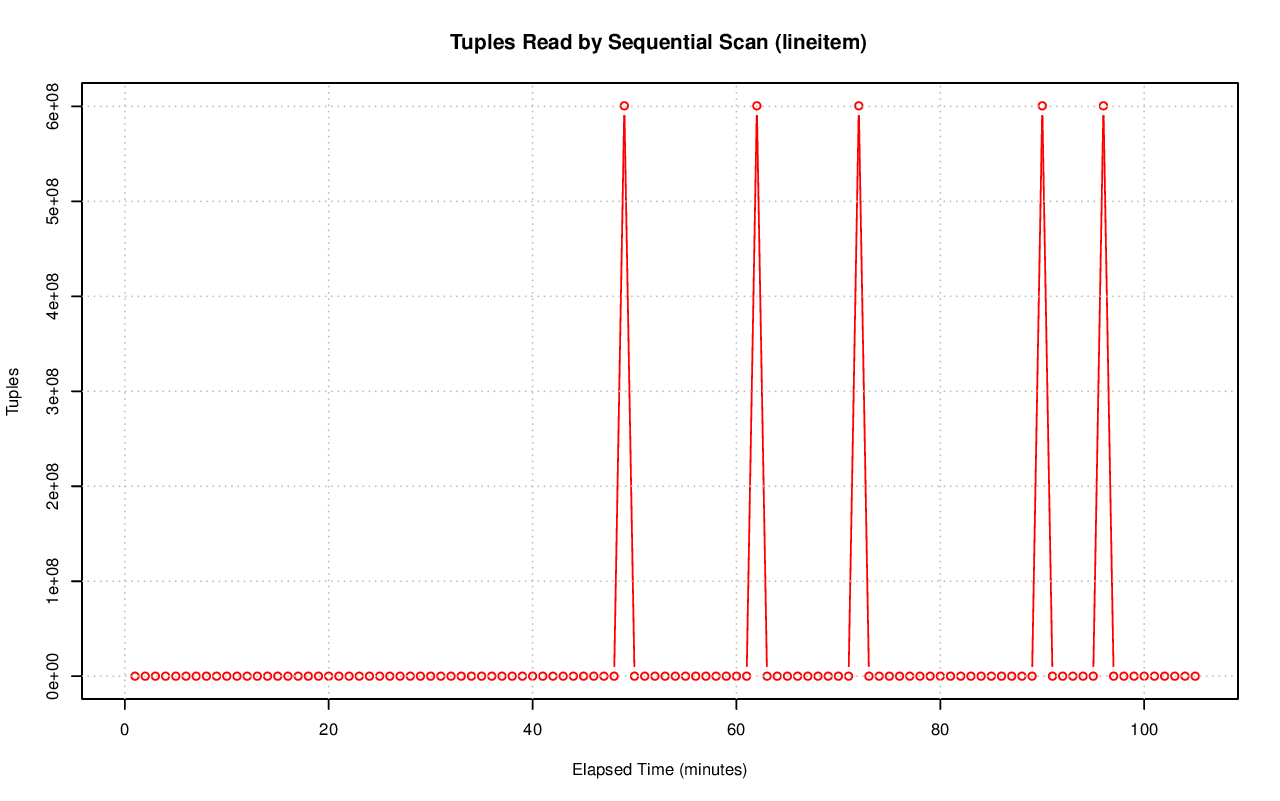 Tuples Read by Sequential Scan (lineitem)
Tuples
6e+08
5e+08
4e+08
3e+08
2e+08
1e+08
0e+00
0 20 40 60 80 100
Elapsed Time (minutes)